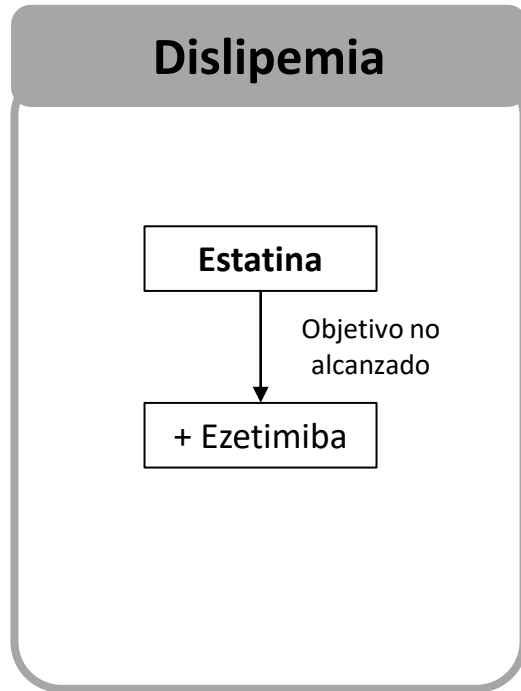 Dislipemia
Estatina
Objetivo no
alcanzado
+ Ezetimiba